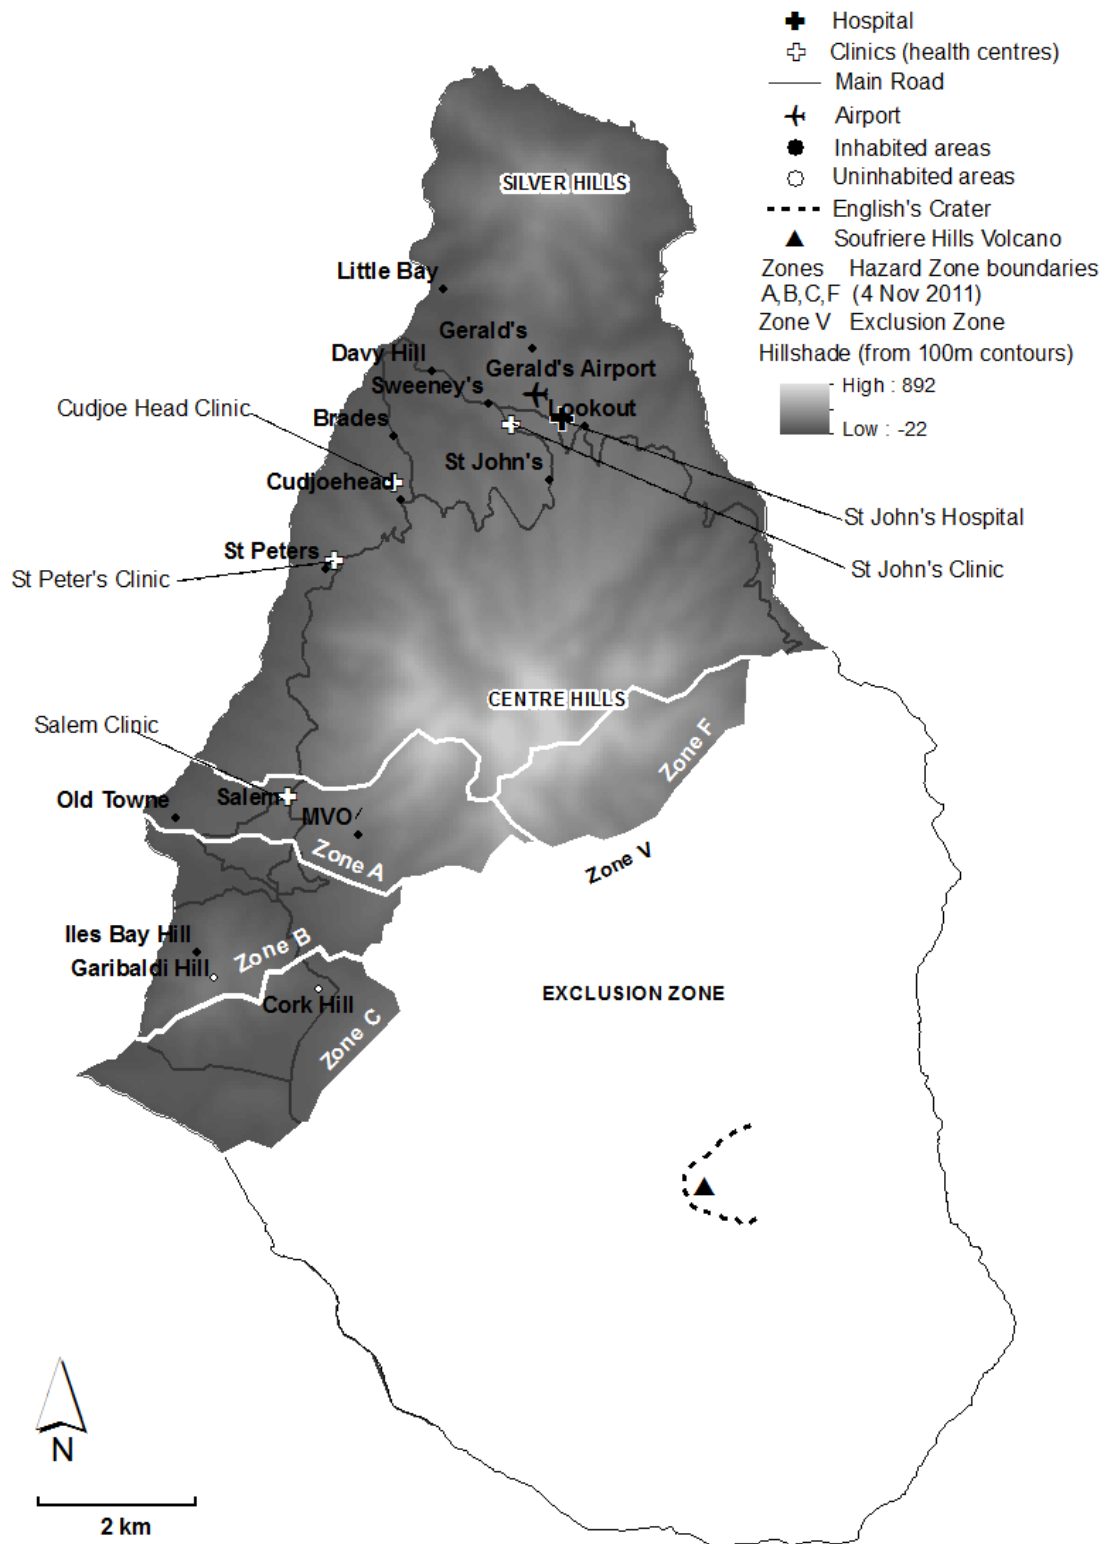 Hospital
Clinics (health centres)
Main Road
Airport
Inhabited areas
Uninhabited areas
English's Crater
Soufriere Hills Volcano
Zones Hazard Zone boundaries
A,B,C,F (4 Nov 2011)
Zone V Exclusion Zone
Hillshade (from 100m contours)
High : 892
Low : -22
SILVER HILLS
Little Bay
Gerald's
Davy Hill
Gerald's Airport
Sweeney's
Cudjoe Head Clinic
Lookout
Brades
St John's
Cudjoehead
St John's Hospital
St Peters
St Peter's Clinic
St John's Clinic
CENTRE HILLS
Salem Clinic
Zone F
Old Towne
Salem
MVO
Zone A
Zone V
Iles Bay Hill
Zone B
Garibaldi Hill
EXCLUSION ZONE
Cork Hill
Zone C
N
2 km